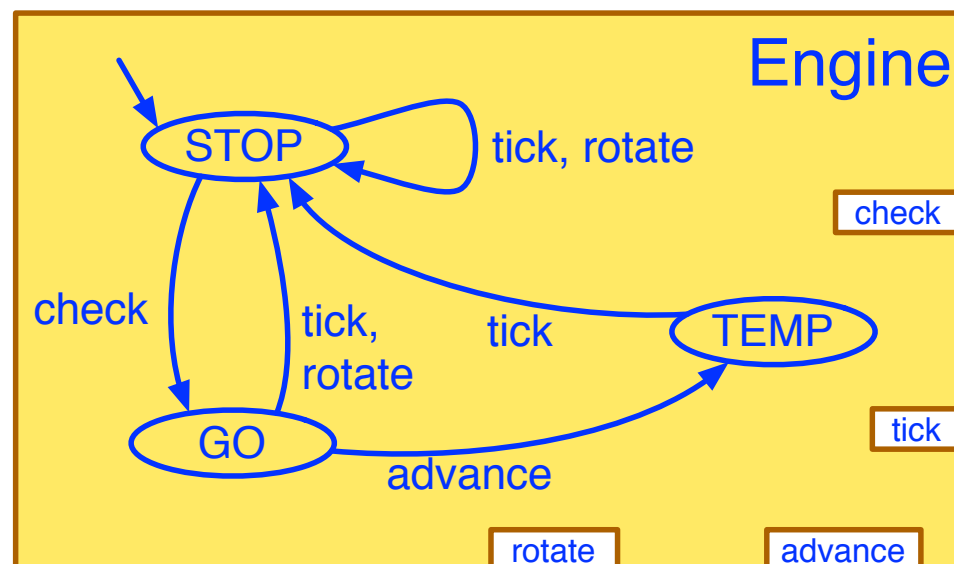 Engine
STOP
tick, rotate
check
check
tick,
rotate
tick
TEMP
GO
tick
advance
rotate
advance